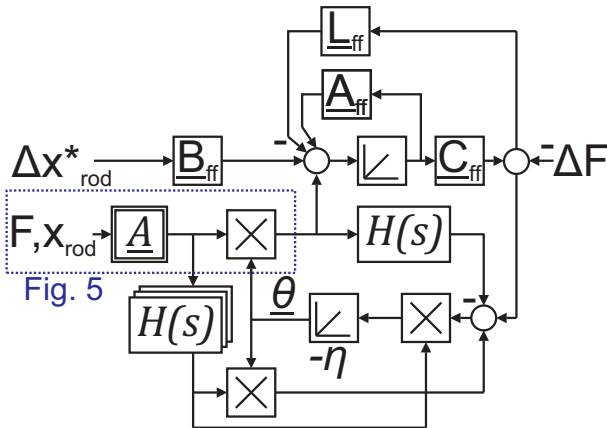 L_ff
A_ff
Δx*_rod B_ff C_ff -ΔF
-
F,x_rod A H(s)
Fig. 5
H(s) θ -
-η